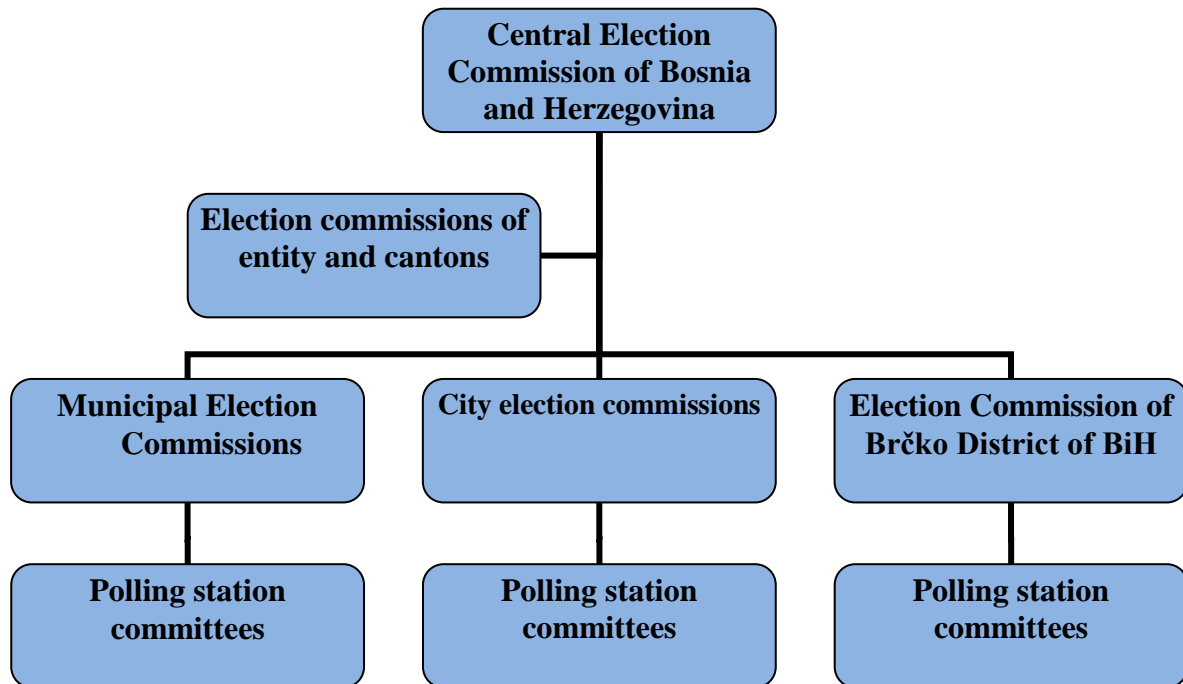 Central Election
Commission of Bosnia
and Herzegovina
Election commissions of
entity and cantons
Municipal Election
Commissions
City election commissions
Election Commission of
Brčko District of BiH
Polling station
committees
Polling station
committees
Polling station
committees